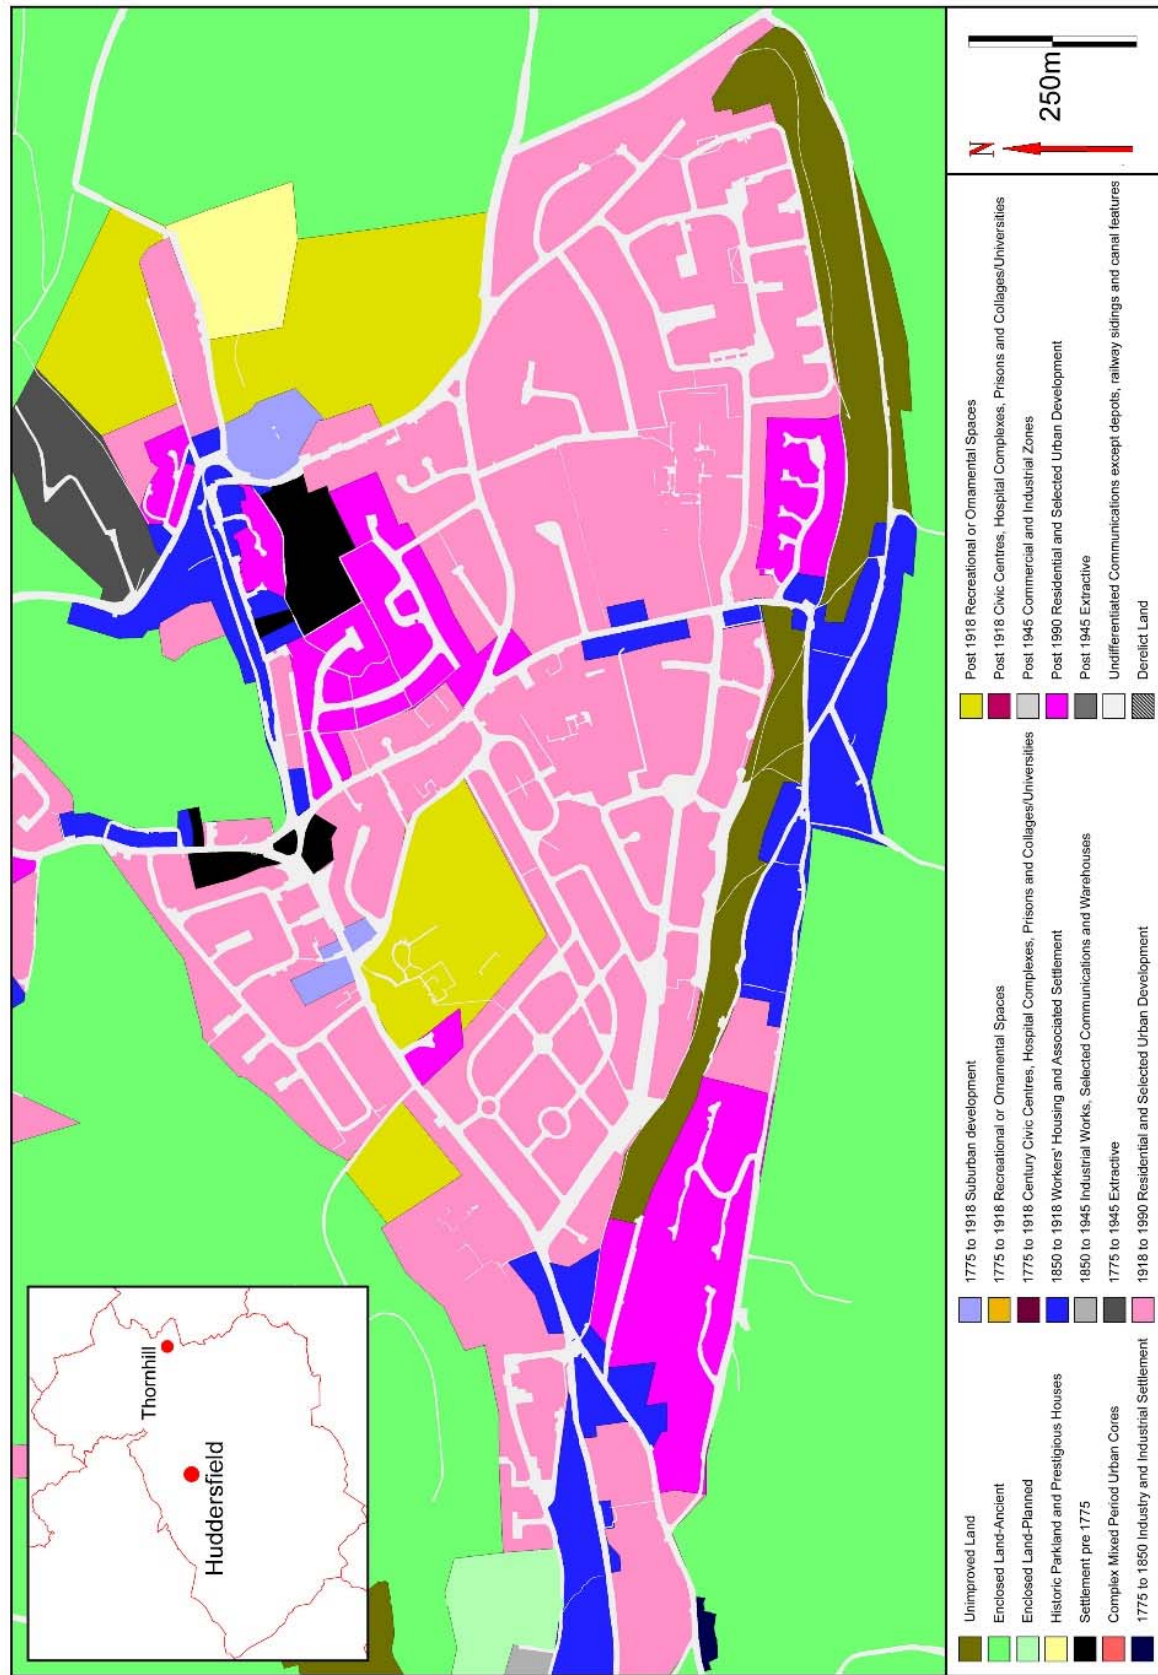 Thornhill
Huddersfield
Unimproved Land
Enclosed Land-Ancient
Enclosed Land-Planned
Historic Parkland and Prestigious Houses
Settlement pre 1775
Complex Mixed Period Urban Cores
1775 to 1850 Industry and Industrial Settlement
1775 to 1918 Suburban development
1775 to 1918 Recreational or Ornamental Spaces
1775 to 1918 Century Civic Centres, Hospital Complexes, Prisons and Collages/Universities
1850 to 1918 Workers' Housing and Associated Settlement
1850 to 1945 Industrial Works, Selected Communications and Warehouses
1775 to 1945 Extractive
1918 to 1990 Residential and Selected Urban Development
Post 1918 Recreational or Ornamental Spaces
Post 1918 Civic Centres, Hospital Complexes, Prisons and Collages/Universities
Post 1945 Commercial and Industrial Zones
Post 1990 Residential and Selected Urban Development
Post 1945 Extractive
Undifferentiated Communications except depots, railway sidings and canal features
Derelict Land
N
250m